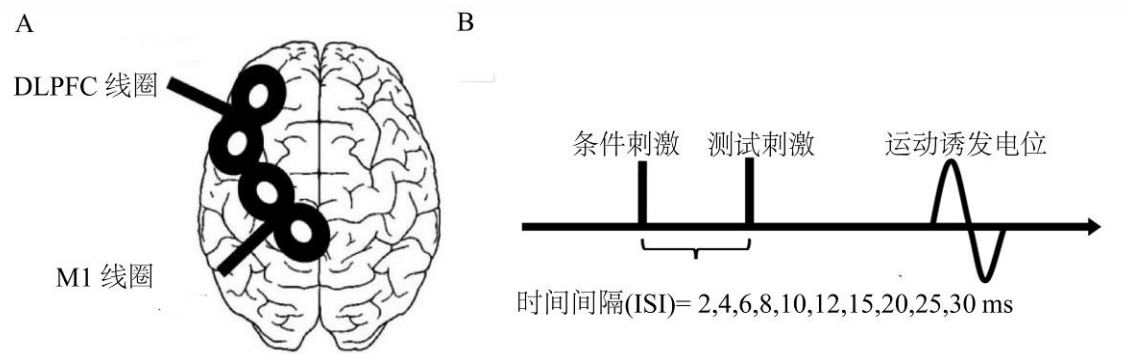 A
B
DLPFC 线圈
条件刺激
测试刺激
运动诱发电位
M1 线圈
时间间隔(ISI)= 2,4,6,8,10,12,15,20,25,30 ms